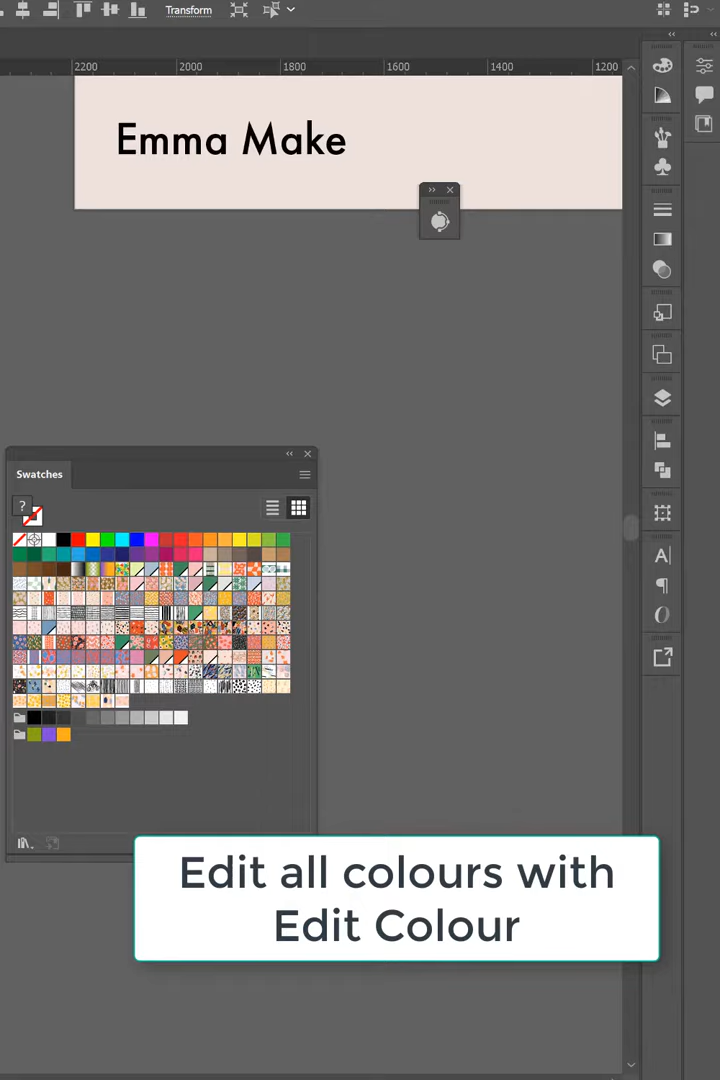 Transform
2200 2000 1800 1600 1400 1200
Emma Make
Swatches
?
Edit all colours with
Edit Colour